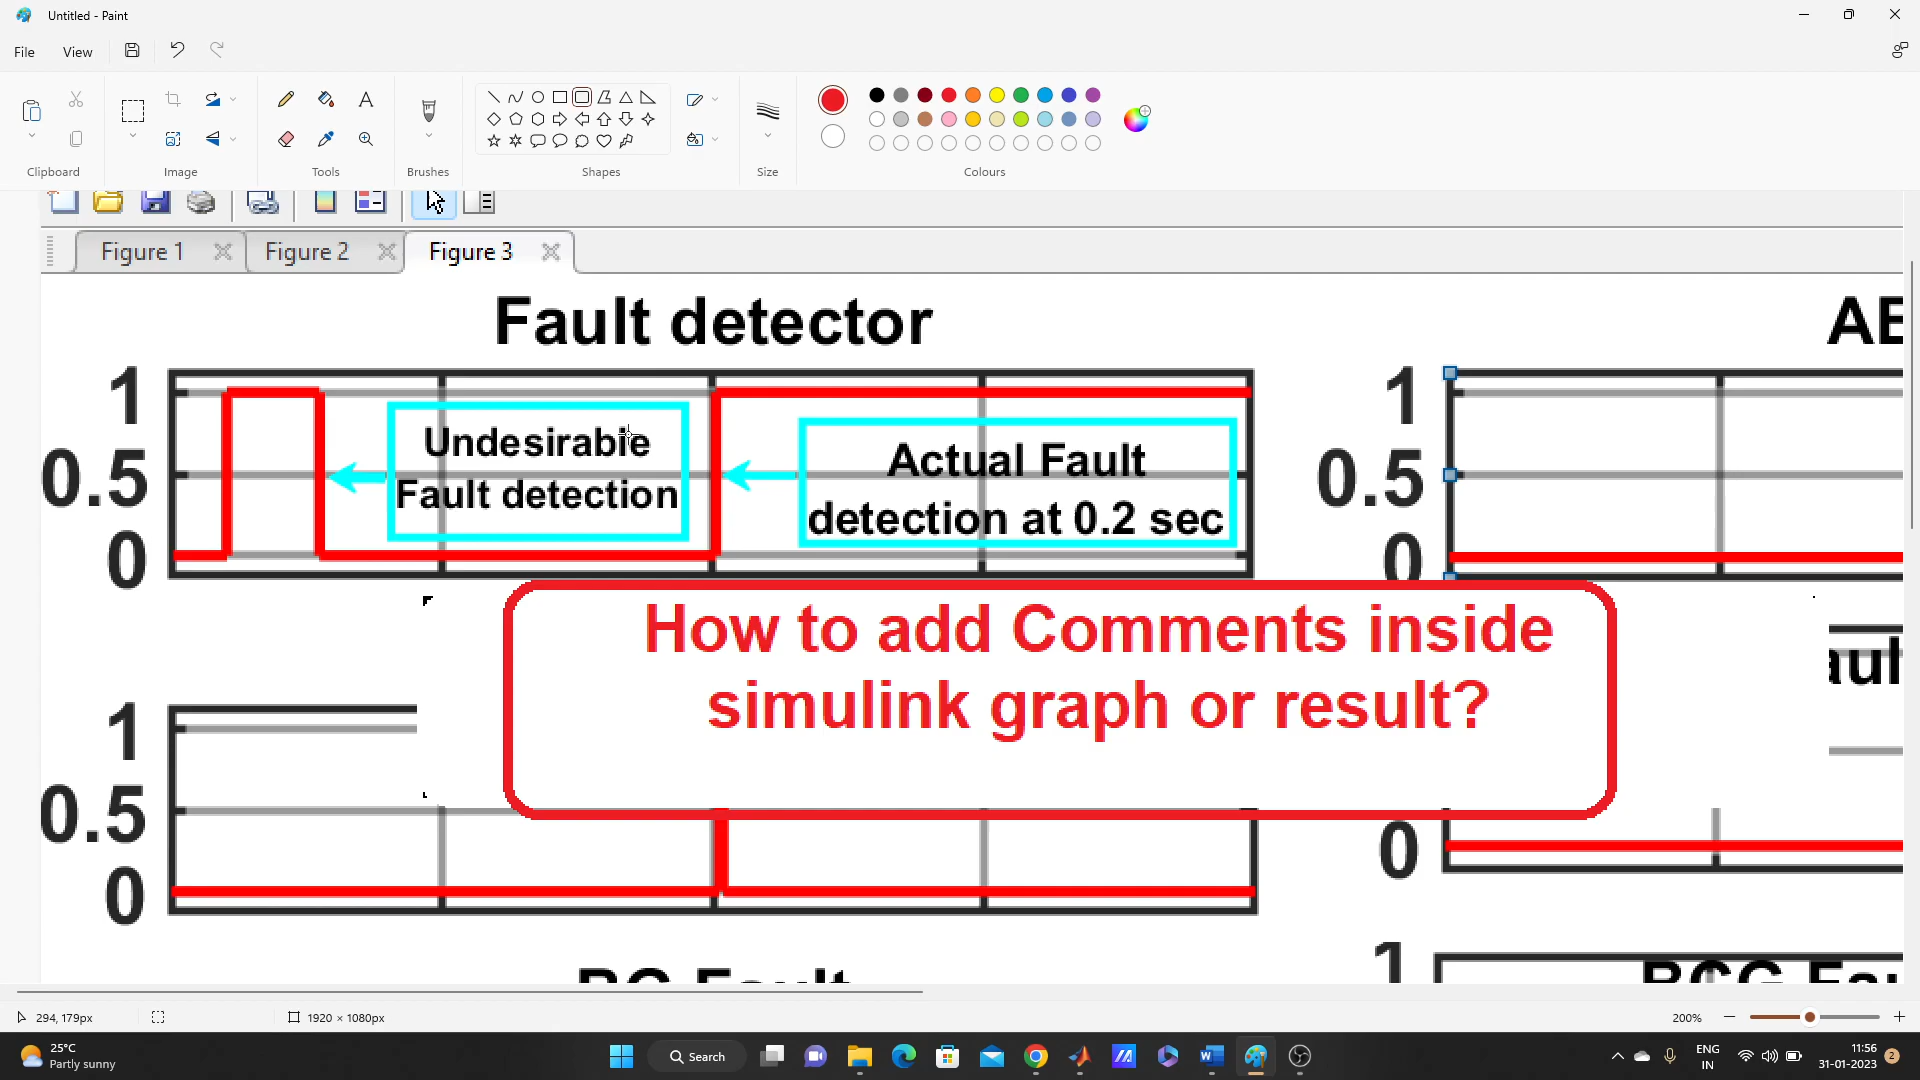 Untitled - Paint
File
View
Clipboard
Image
Tools
Brushes
Shapes
Size
Colours
Figure 1
Figure 2
Figure 3
Fault detector
AB
1
0.5
0
Undesirable
Fault detection
Actual Fault
detection at 0.2 sec
1
0.5
0
How to add Comments inside
simulink graph or result?
1
0.5
0
0
1
294, 179px
1920 × 1080px
200%
25°C
Partly sunny
Search
ENG
IN
11:56
31-01-2023
2